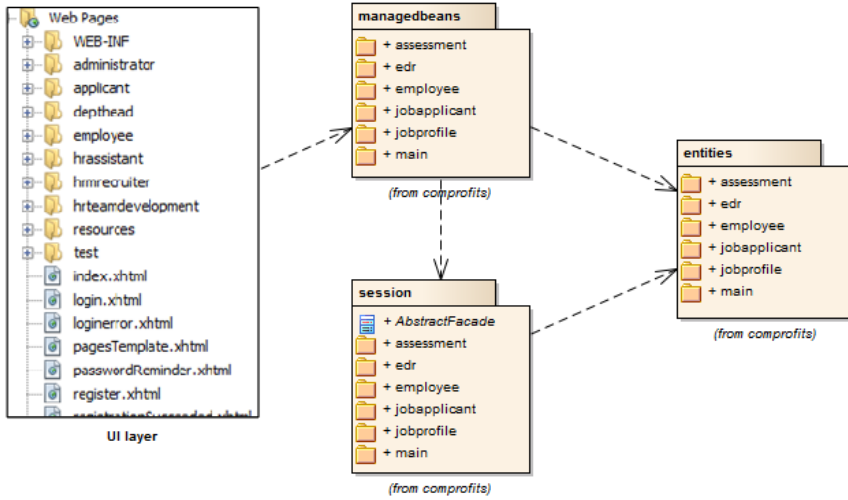 Web Pages
WEB-INF
administrator
applicant
depthead
employee
hrassistant
hrmrecruiter
hrteamdevelopment
resources
test
index.xhtml
login.xhtml
loginerror.xhtml
pagesTemplate.xhtml
passwordReminder.xhtml
register.xhtml
registrationSucceeded.xhtml
UI layer
managedbeans
+ assessment
+ edr
+ employee
+ jobapplicant
+ jobprofile
+ main
(from comprofits)
session
+ AbstractFacade
+ assessment
+ edr
+ employee
+ jobapplicant
+ jobprofile
+ main
(from comprofits)
entities
+ assessment
+ edr
+ employee
+ jobapplicant
+ jobprofile
+ main
(from comprofits)